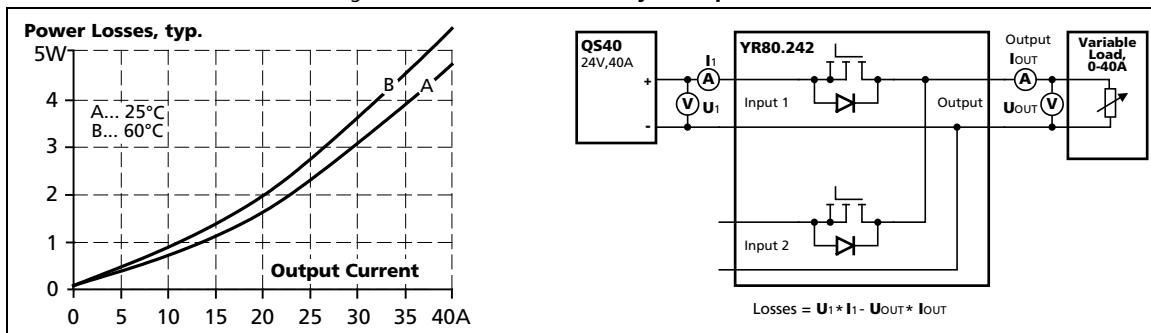 Power Losses, typ.
5W
4
3
2
1
0
A... 25°C
B... 60°C
B
A
Output Current
0 5 10 15 20 25 30 35 40A
QS40
24V,40A
+
-
I1
A
V
U1
YR80.242
Input 1
Output
Input 2
Output
IOUT
A
UOUT
V
Variable
Load,
0-40A
Losses = U1* I1 - UOUT* IOUT